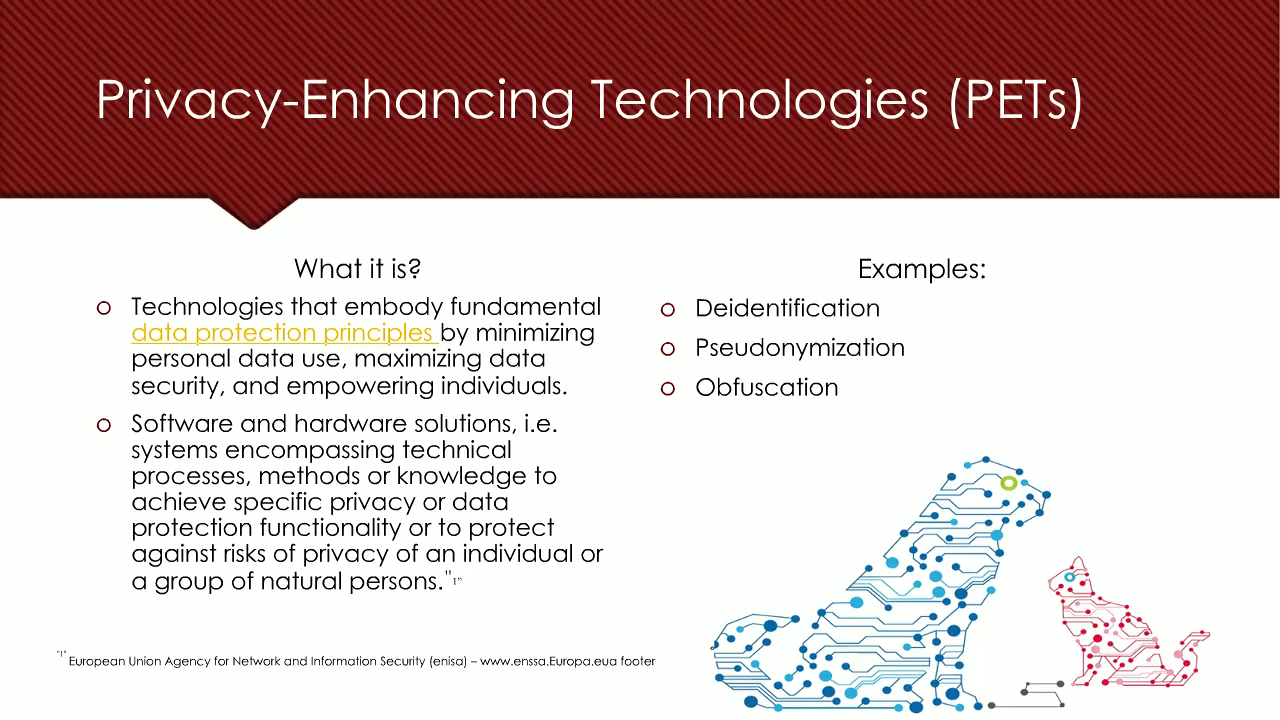 Privacy-Enhancing Technologies (PETs)
What it is?
o Technologies that embody fundamental
data protection principles by minimizing
personal data use, maximizing data
security, and empowering individuals.
o Software and hardware solutions, i.e.
systems encompassing technical
processes, methods or knowledge to
achieve specific privacy or data
protection functionality or to protect
against risks of privacy of an individual or
a group of natural persons.”1”
Examples:
o Deidentification
o Pseudonymization
o Obfuscation
"1" European Union Agency for Network and Information Security (enisa) – www.enssa.Europa.eua footer